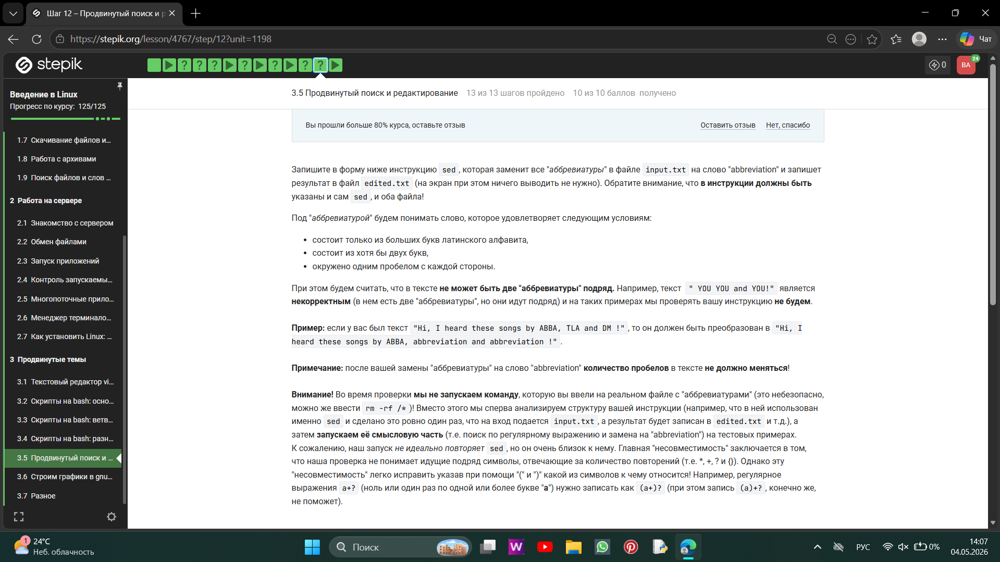 Шаг 12 – Продвинутый поиск и р
https://stepik.org/lesson/4767/step/12?unit=1198
Чат
stepik
? ? ? ? ? ? ?
0
ВА
24
Введение в Linux
Прогресс по курсу: 125/125
1.7 Скачивание файлов и…
1.8 Работа с архивами
1.9 Поиск файлов и слов …
2 Работа на сервере
2.1 Знакомство с сервером
2.2 Обмен файлами
2.3 Запуск приложений
2.4 Контроль запускаемы…
2.5 Многопоточные прило…
2.6 Менеджер терминало…
2.7 Как установить Linux: …
3 Продвинутые темы
3.1 Текстовый редактор vi…
3.2 Скрипты на bash: осно…
3.3 Скрипты на bash: ветв…
3.4 Скрипты на bash: разн…
3.5 Продвинутый поиск и …
3.6 Строим графики в gnu…
3.7 Разное
3.5 Продвинутый поиск и редактирование 13 из 13 шагов пройдено 10 из 10 баллов получено
Вы прошли больше 80% курса, оставьте отзыв Оставить отзыв Нет, спасибо
Запишите в форму ниже инструкцию sed , которая заменит все "аббревиатуры" в файле input.txt на слово "abbreviation" и запишет
результат в файл edited.txt (на экран при этом ничего выводить не нужно). Обратите внимание, что в инструкции должны быть
указаны и сам sed , и оба файла!
Под "аббревиатурой" будем понимать слово, которое удовлетворяет следующим условиям:
• состоит только из больших букв латинского алфавита,
• состоит из хотя бы двух букв,
• окружено одним пробелом с каждой стороны.
При этом будем считать, что в тексте не может быть две "аббревиатуры" подряд. Например, текст " YOU YOU and YOU!" является
некорректным (в нем есть две "аббревиатуры", но они идут подряд) и на таких примерах мы проверять вашу инструкцию не будем.
Пример: если у вас был текст "Hi, I heard these songs by ABBA, TLA and DM !" , то он должен быть преобразован в "Hi, I
heard these songs by ABBA, abbreviation and abbreviation !" .
Примечание: после вашей замены "аббревиатуры" на слово "abbreviation" количество пробелов в тексте не должно меняться!
Внимание! Во время проверки мы не запускаем команду, которую вы ввели на реальном файле с "аббревиатурами" (это небезопасно,
можно же ввести rm -rf /* )! Вместо этого мы сперва анализируем структуру вашей инструкции (например, что в ней использован
именно sed и сделано это ровно один раз, что на вход подается input.txt , а результат будет записан в edited.txt и т.д.), а
затем запускаем её смысловую часть (т.е. поиск по регулярному выражению и замена на "abbreviation") на тестовых примерах.
К сожалению, наш запуск не идеально повторяет sed , но он очень близок к нему. Главная "несовместимость" заключается в том,
что наша проверка не понимает идущие подряд символы, отвечающие за количество повторений (т.е. *, +, ? и {}). Однако эту
"несовместимость" легко исправить указав при помощи "(" и ")" какой из символов к чему относится! Например, регулярное
выражения a+? (ноль или один раз по одной или более букве "a") нужно записать как (a+)? (при этом запись (a)+? , конечно же,
не поможет).
1
24°C
Неб. облачность
Поиск
W
РУС
0%
14:07
04.05.2026